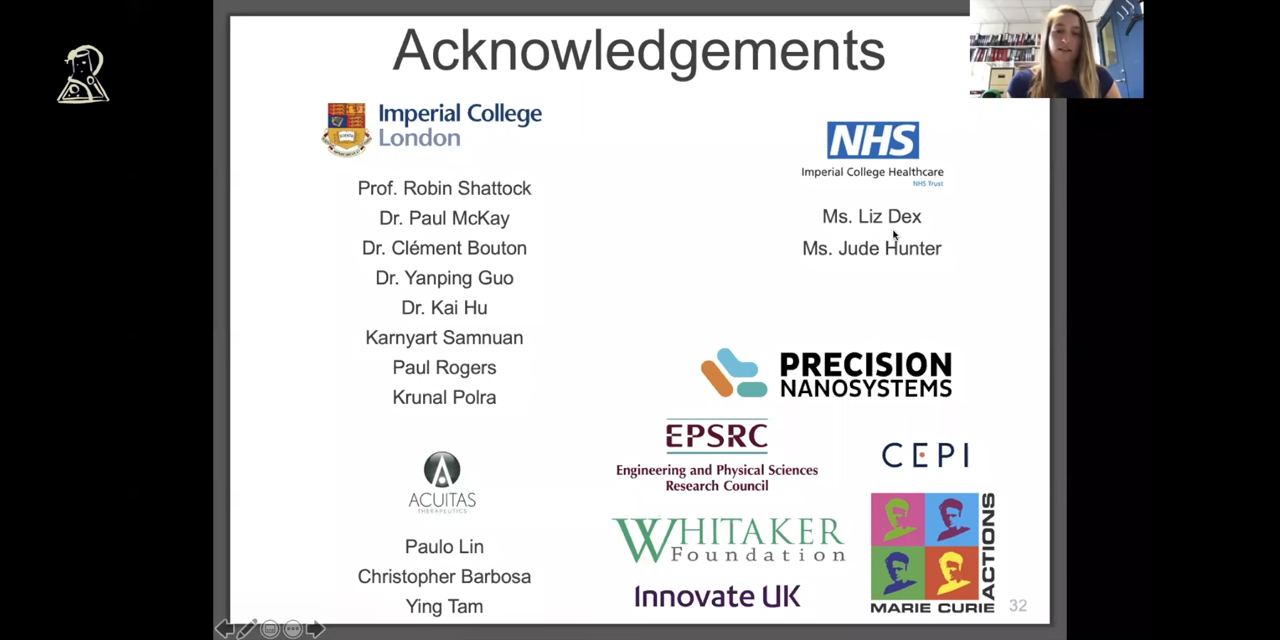 Acknowledgements
Imperial College
London
Prof. Robin Shattock
Dr. Paul McKay
Dr. Clément Bouton
Dr. Yanping Guo
Dr. Kai Hu
Karnyart Samnuan
Paul Rogers
Krunal Polra
ACUITAS
THERAPEUTICS
Paulo Lin
Christopher Barbosa
Ying Tam
NHS
Imperial College Healthcare
NHS Trust
Ms. Liz Dex
Ms. Jude Hunter
PRECISION
NANOSYSTEMS
EPSRC
Engineering and Physical Sciences
Research Council
CEPI
WHITAKER
Foundation
Innovate UK
MARIE CURIE
ACTIONS
32